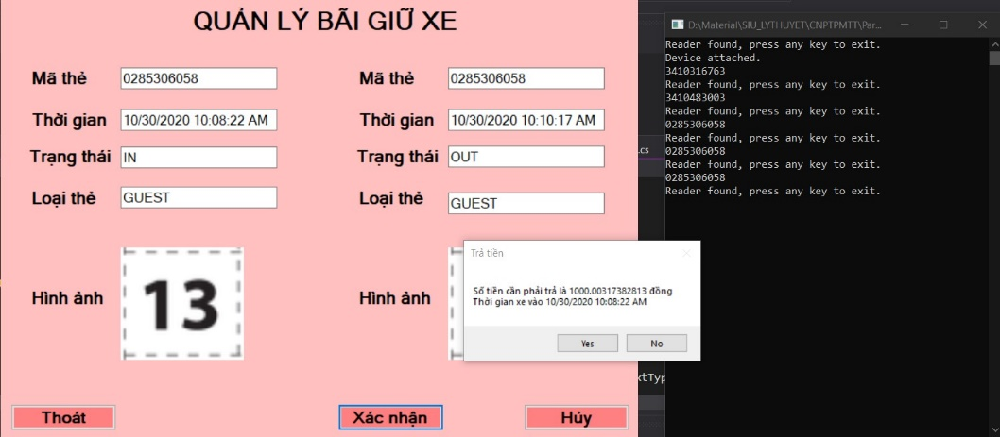 QUẢN LÝ BÃI GIỮ XE
Mã thẻ 0285306058
Thời gian 10/30/2020 10:08:22 AM
Trạng thái IN
Loại thẻ GUEST
Hình ảnh
13
Mã thẻ 0285306058
Thời gian 10/30/2020 10:10:17 AM
Trạng thái OUT
Loại thẻ GUEST
Hình ảnh
Trả tiền
Số tiền cần phải trả là 1000.00317382813 đồng
Thời gian xe vào 10/30/2020 10:08:22 AM
Yes No
Thoát Xác nhận Hủy
.cs
D:\Material\SIU_LYTHUYET\CNPTPMTT\Par...
Reader found, press any key to exit.
Device attached.
3410316763
Reader found, press any key to exit.
3410483003
Reader found, press any key to exit.
0285306058
Reader found, press any key to exit.
0285306058
Reader found, press any key to exit.
0285306058
Reader found, press any key to exit.